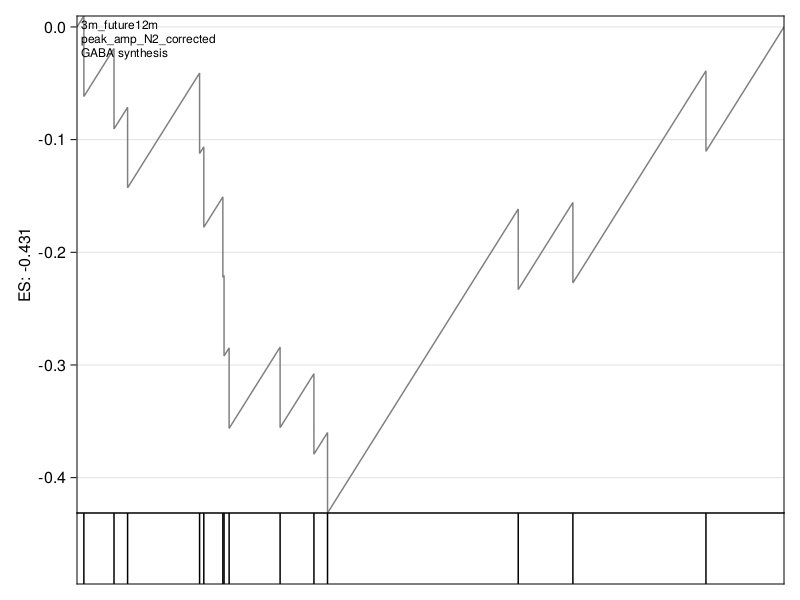 3m_future12m
peak_amp_N2_corrected
GABA synthesis
0.0
-0.1
-0.2
-0.3
-0.4
ES: -0.431